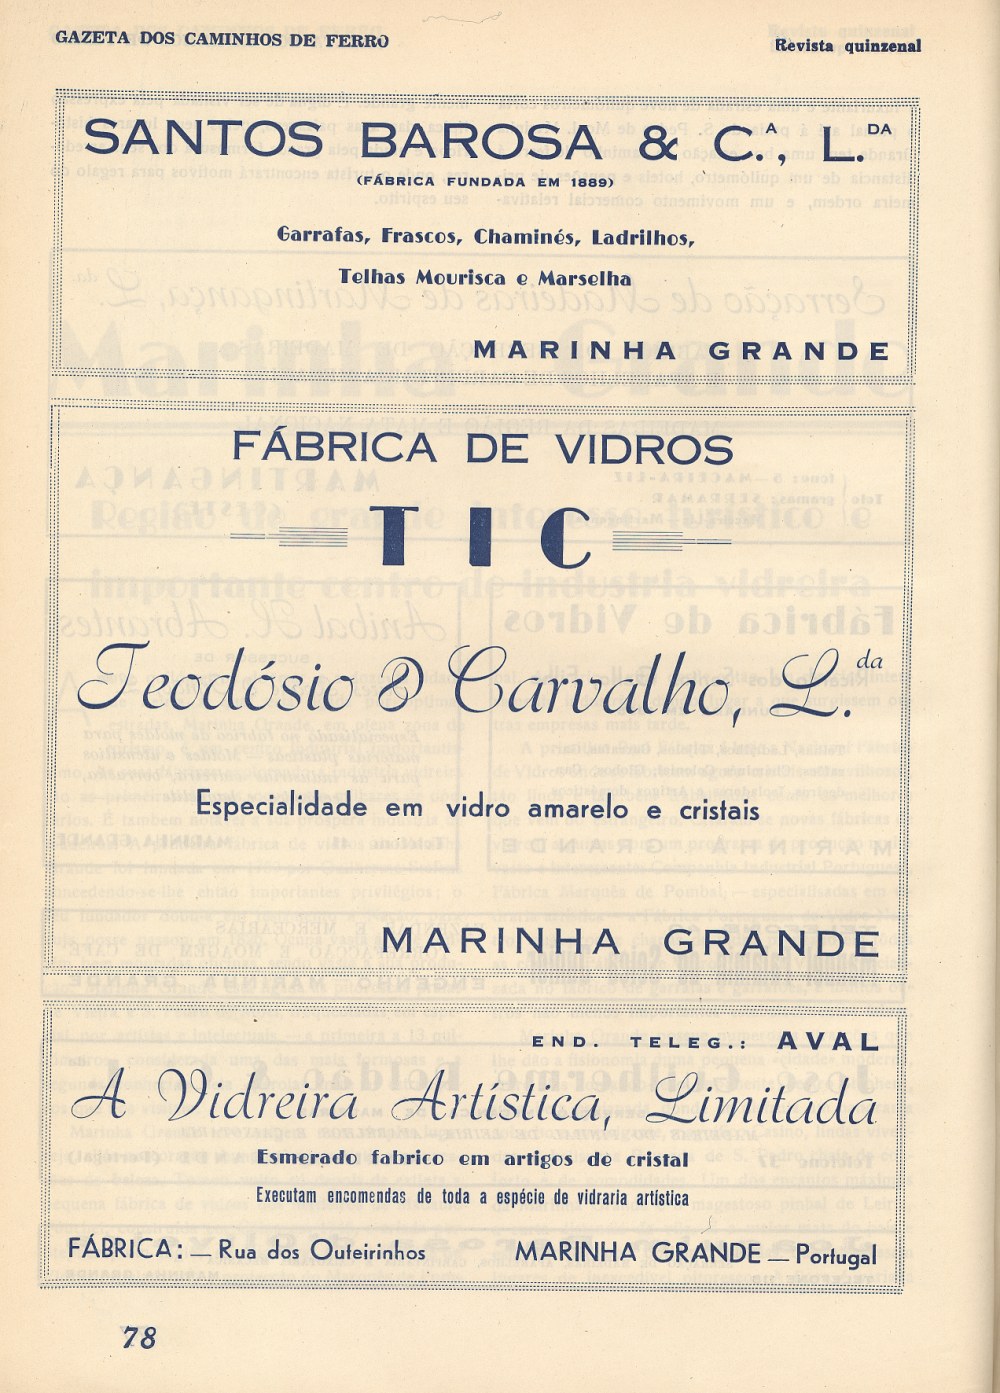 GAZETA DOS CAMINHOS DE FERRO
Revista quinzenal
SANTOS BAROSA & C.ᴬ, L.ᴰᴬ
(FÁBRICA FUNDADA EM 1889)
Garrafas, Frascos, Chaminés, Ladrilhos,
Telhas Mourisca e Marselha
MARINHA GRANDE
FÁBRICA DE VIDROS
TIC
Teodósio & Carvalho, L.da
Especialidade em vidro amarelo e cristais
MARINHA GRANDE
END. TELEG.: AVAL
A Vidreira Artística, Limitada
Esmerado fabrico em artigos de cristal
Executam encomendas de toda a espécie de vidraria artística
FÁBRICA: — Rua dos Outeirinhos
MARINHA GRANDE — Portugal
78